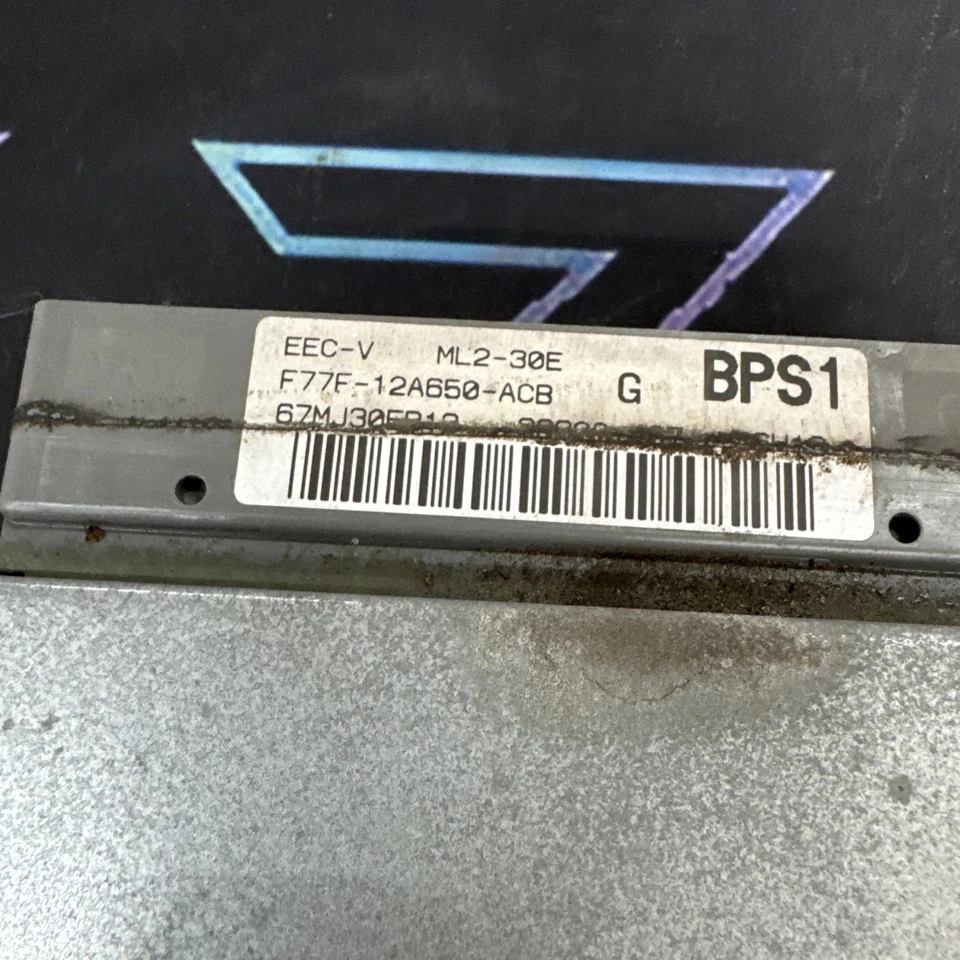 EEC-V ML2-30E
F77F-12A650-ACB G BPS1